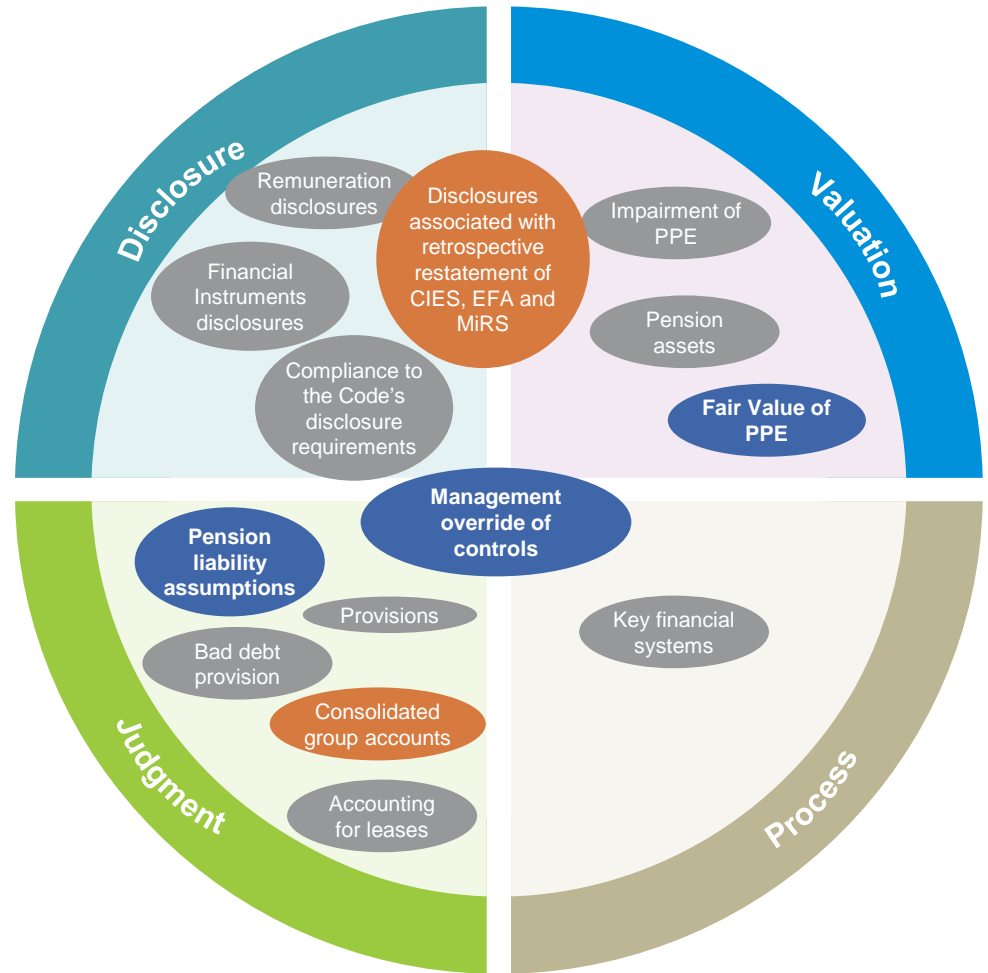 Disclosure
Remuneration
disclosures
Financial
Instruments
disclosures
Compliance to
the Code's
disclosure
requirements
Disclosures
associated with
retrospective
restatement of
CIES, EFA and
MiRS
Valuation
Impairment of
PPE
Pension
assets
Fair Value of
PPE
Management
override of
controls
Judgment
Pension
liability
assumptions
Provisions
Bad debt
provision
Consolidated
group accounts
Accounting
for leases
Process
Key financial
systems